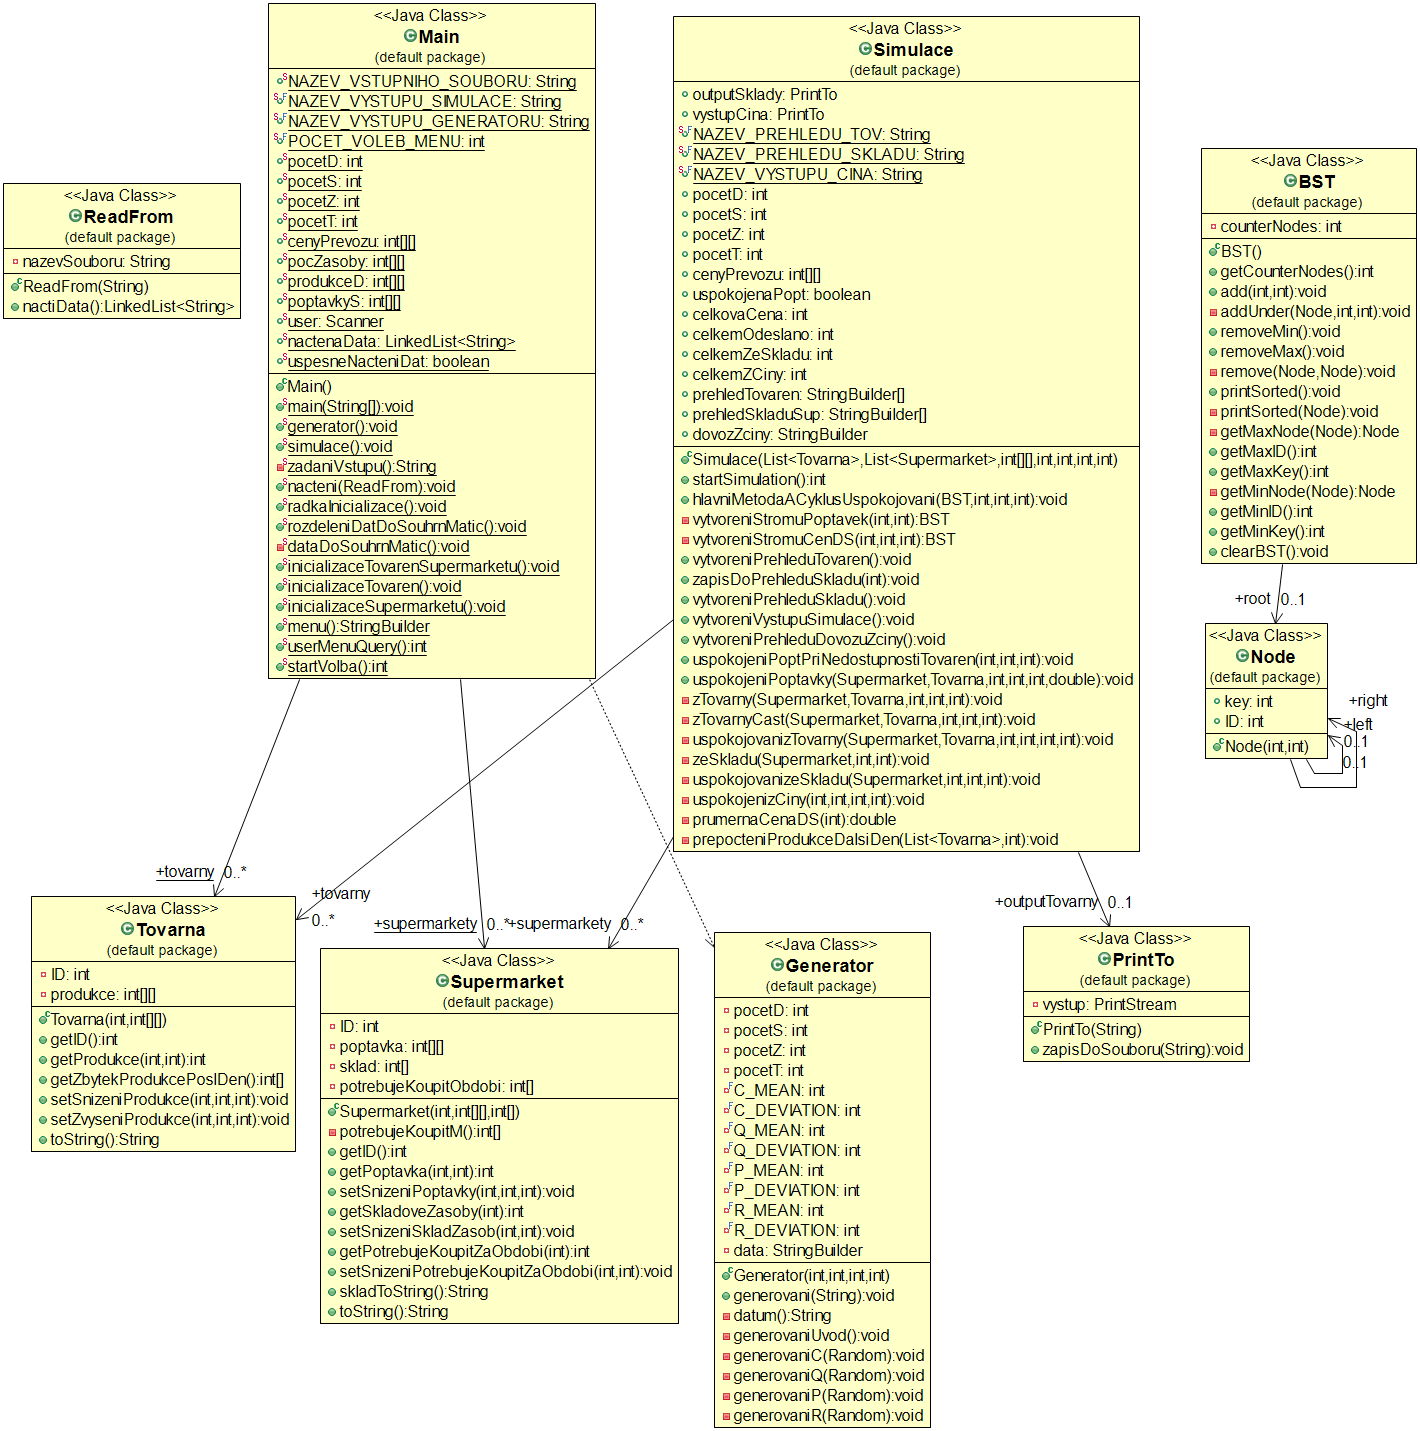 <<Java Class>>
ReadFrom
(default package)
nazevSouboru: String
ReadFrom(String)
nactiData():LinkedList<String>
<<Java Class>>
Main
(default package)
NAZEV_VSTUPNIHO_SOUBORU: String
NAZEV_VYSTUPU_SIMULACE: String
NAZEV_VYSTUPU_GENERATORU: String
POCET_VOLEB_MENU: int
pocetD: int
pocetS: int
pocetZ: int
pocetT: int
cenyPrevozu: int[][]
pocZasoby: int[][]
produkceD: int[][]
poptavkyS: int[][]
user: Scanner
nactenaData: LinkedList<String>
uspesneNacteniDat: boolean
Main()
main(String[]):void
generator():void
simulace():void
zadaniVstupu():String
nacteni(ReadFrom):void
radkaInicializace():void
rozdeleniDatDoSouhrnMatic():void
dataDoSouhrnMatic():void
inicializaceTovarenSupermarketu():void
inicializaceTovaren():void
inicializaceSupermarketu():void
menu():StringBuilder
userMenuQuery():int
startVolba():int
<<Java Class>>
Simulace
(default package)
outputSklady: PrintTo
vystupCina: PrintTo
NAZEV_PREHLEDU_TOV: String
NAZEV_PREHLEDU_SKLADU: String
NAZEV_VYSTUPU_CINA: String
pocetD: int
pocetS: int
pocetZ: int
pocetT: int
cenyPrevozu: int[][]
uspokojenaPopt: boolean
celkovaCena: int
celkemOdeslano: int
celkemZeSkladu: int
celkemZCiny: int
prehledTovaren: StringBuilder[]
prehledSkladuSup: StringBuilder[]
dovozZciny: StringBuilder
Simulace(List<Tovarna>,List<Supermarket>,int[][],int,int,int,int)
startSimulation():int
hlavniMetodaACyklusUspokojovani(BST,int,int,int):void
vytvoreniStromuPoptavek(int,int):BST
vytvoreniStromuCenDS(int,int,int):BST
vytvoreniPrehleduTovaren():void
zapisDoPrehleduSkladu(int):void
vytvoreniPrehleduSkladu():void
vytvoreniVystupuSimulace():void
vytvoreniPrehleduDovozuZciny():void
uspokojeniPoptPriNedostupnostiTovaren(int,int,int):void
uspokojeniPoptavky(Supermarket,Tovarna,int,int,int,double):void
zTovarny(Supermarket,Tovarna,int,int,int):void
zTovarnyCast(Supermarket,Tovarna,int,int,int):void
uspokojovanizTovarny(Supermarket,Tovarna,int,int,int,int):void
zeSkladu(Supermarket,int,int):void
uspokojovanizeSkladu(Supermarket,int,int,int):void
uspokojenizCiny(int,int,int,int):void
prumernaCenaDS(int):double
prepocteniProdukceDalsiDen(List<Tovarna>,int):void
<<Java Class>>
BST
(default package)
counterNodes: int
BST()
getCounterNodes():int
add(int,int):void
addUnder(Node,int,int):void
removeMin():void
removeMax():void
remove(Node,Node):void
printSorted():void
printSorted(Node):void
getMaxNode(Node):Node
getMaxID():int
getMaxKey():int
getMinNode(Node):Node
getMinID():int
getMinKey():int
clearBST():void
+root 0..1
<<Java Class>>
Node
(default package)
key: int
ID: int
Node(int,int)
+right
+left
0..1
0..1
+tovarny 0..*
+tovarny
0..*
+supermarkety 0..*
+supermarkety 0..*
+outputTovarny 0..1
<<Java Class>>
Tovarna
(default package)
ID: int
produkce: int[][]
Tovarna(int,int[][])
getID():int
getProdukce(int,int):int
getZbytekProdukcePoslDen():int[]
setSnizeniProdukce(int,int,int):void
setZvyseniProdukce(int,int,int):void
toString():String
<<Java Class>>
Supermarket
(default package)
ID: int
poptavka: int[][]
sklad: int[]
potrebujeKoupitObdobi: int[]
Supermarket(int,int[][],int[])
potrebujeKoupitM():int[]
getID():int
getPoptavka(int,int):int
setSnizeniPoptavky(int,int,int):void
getSkladoveZasoby(int):int
setSnizeniSkladZasob(int,int):void
getPotrebujeKoupitZaObdobi(int):int
setSnizeniPotrebujeKoupitZaObdobi(int,int):void
skladToString():String
toString():String
<<Java Class>>
Generator
(default package)
pocetD: int
pocetS: int
pocetZ: int
pocetT: int
C_MEAN: int
C_DEVIATION: int
Q_MEAN: int
Q_DEVIATION: int
P_MEAN: int
P_DEVIATION: int
R_MEAN: int
R_DEVIATION: int
data: StringBuilder
Generator(int,int,int,int)
generovani(String):void
datum():String
generovaniUvod():void
generovaniC(Random):void
generovaniQ(Random):void
generovaniP(Random):void
generovaniR(Random):void
<<Java Class>>
PrintTo
(default package)
vystup: PrintStream
PrintTo(String)
zapisDoSouboru(String):void